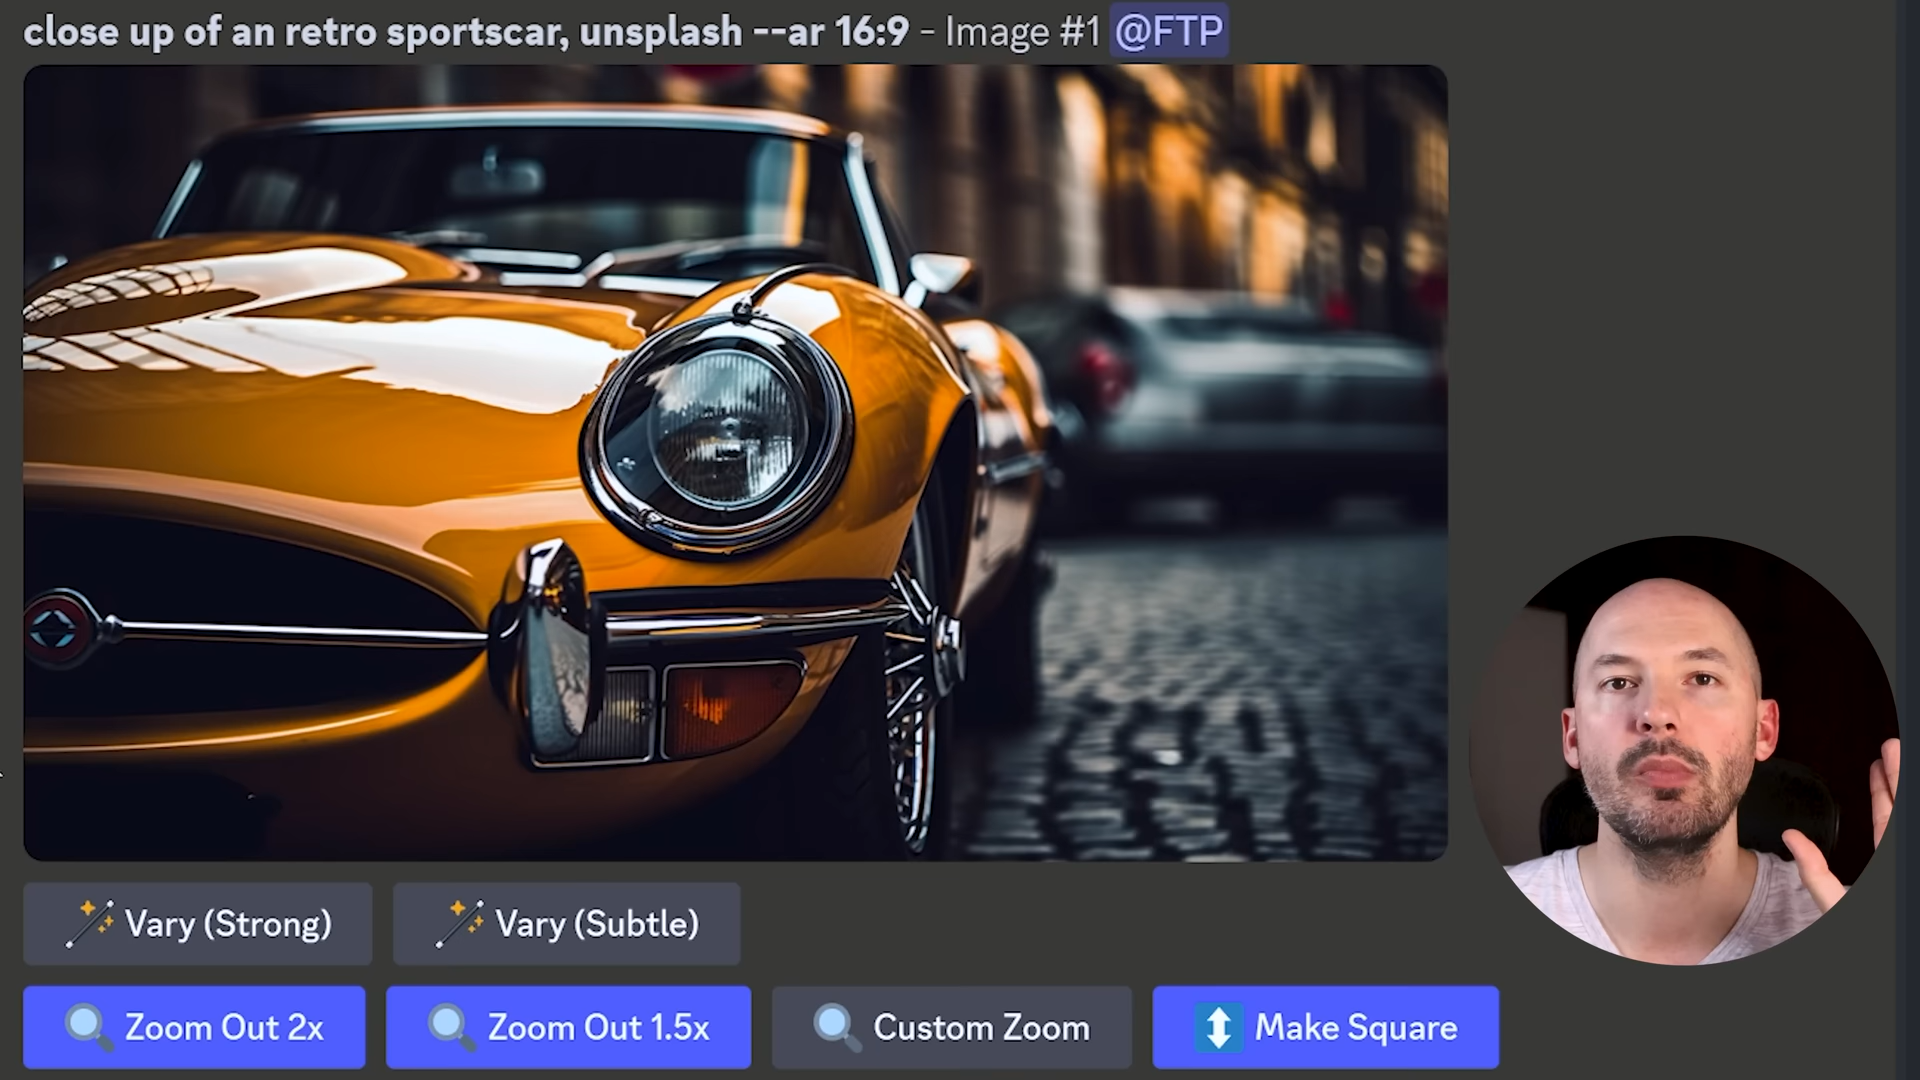 close up of an retro sportscar, unsplash --ar 16:9 - Image #1 @FTP
Vary (Strong) Vary (Subtle)
Zoom Out 2x Zoom Out 1.5x Custom Zoom Make Square